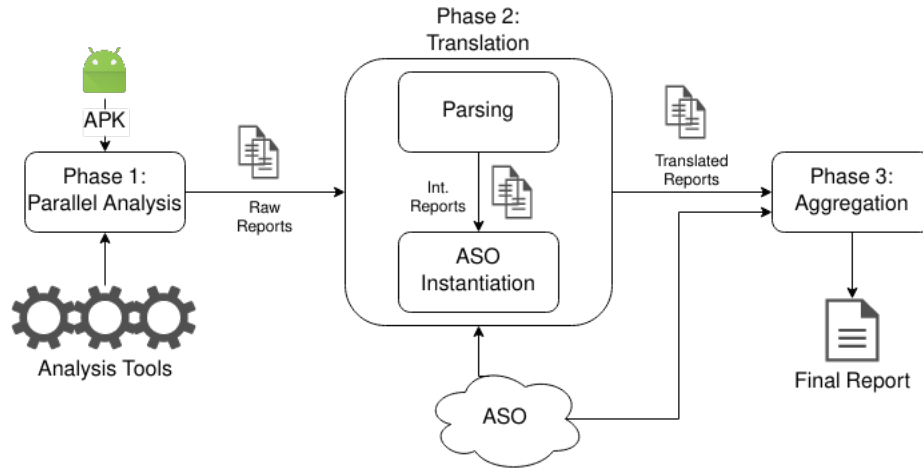 Phase 2:
Translation
APK
Parsing
Phase 1:
Parallel Analysis
Raw
Reports
Int.
Reports
Translated
Reports
Phase 3:
Aggregation
ASO
Instantiation
Analysis Tools
Final Report
ASO